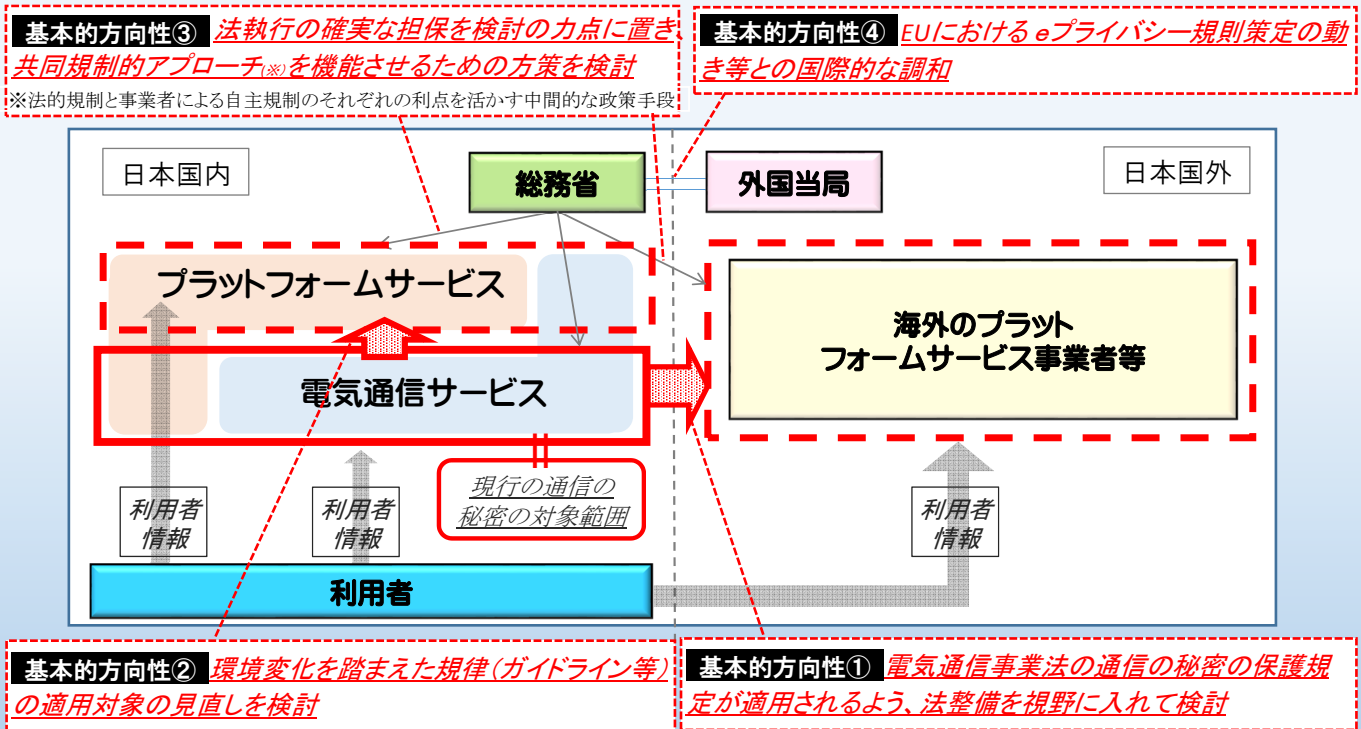 基本的方向性③ 法執行の確実な担保を検討の力点に置き、
共同規制的アプローチ(※)を機能させるための方策を検討
※法的規制と事業者による自主規制のそれぞれの利点を活かす中間的な政策手段
基本的方向性④ EUにおけるeプライバシー規則策定の動
き等との国際的な調和
日本国内
総務省
外国当局
日本国外
プラットフォームサービス
海外のプラット
フォームサービス事業者等
電気通信サービス
現行の通信の
秘密の対象範囲
利用者
情報
利用者
情報
利用者
情報
利用者
基本的方向性② 環境変化を踏まえた規律(ガイドライン等)
の適用対象の見直しを検討
基本的方向性① 電気通信事業法の通信の秘密の保護規
定が適用されるよう、法整備を視野に入れて検討